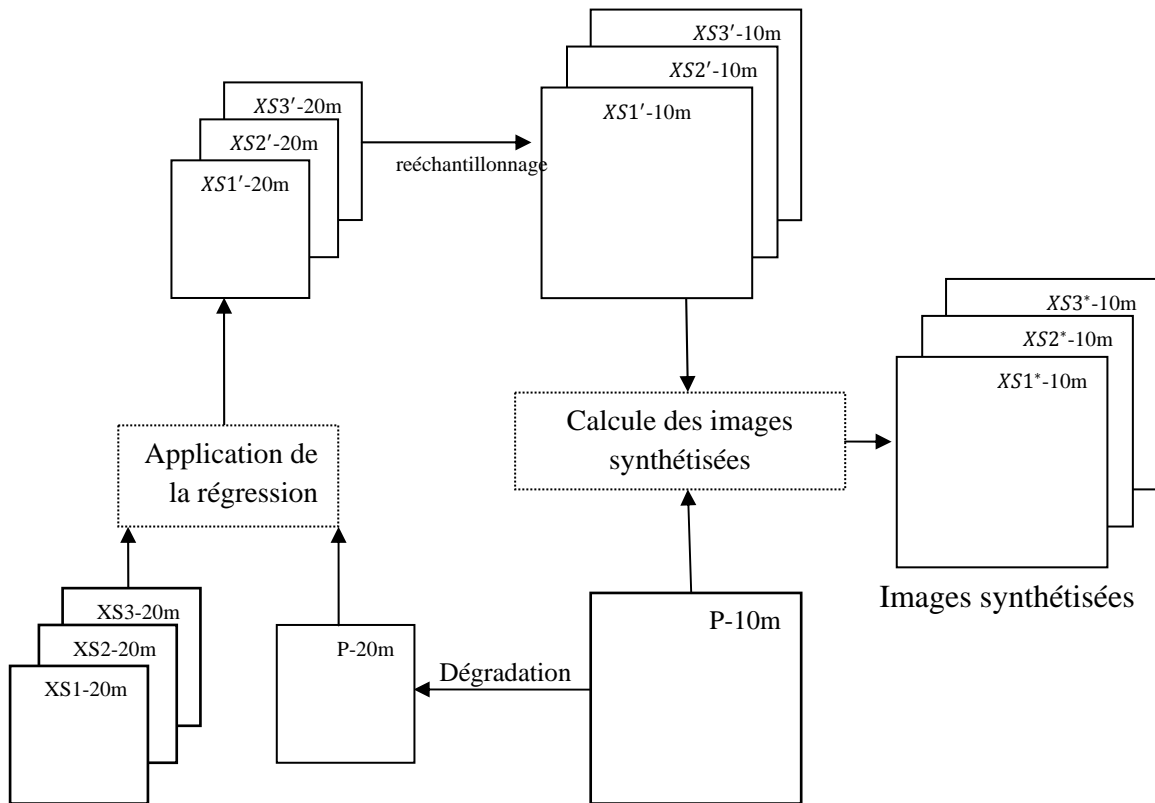 XS3′-10m
XS2′-10m
XS1′-10m
XS3′-20m
XS2′-20m
XS1′-20m
reéchantillonnage
XS3*-10m
XS2*-10m
XS1*-10m
Calcule des images
synthétisées
Application de
la régression
Images synthétisées
XS3-20m
XS2-20m
XS1-20m
P-20m
Dégradation
P-10m